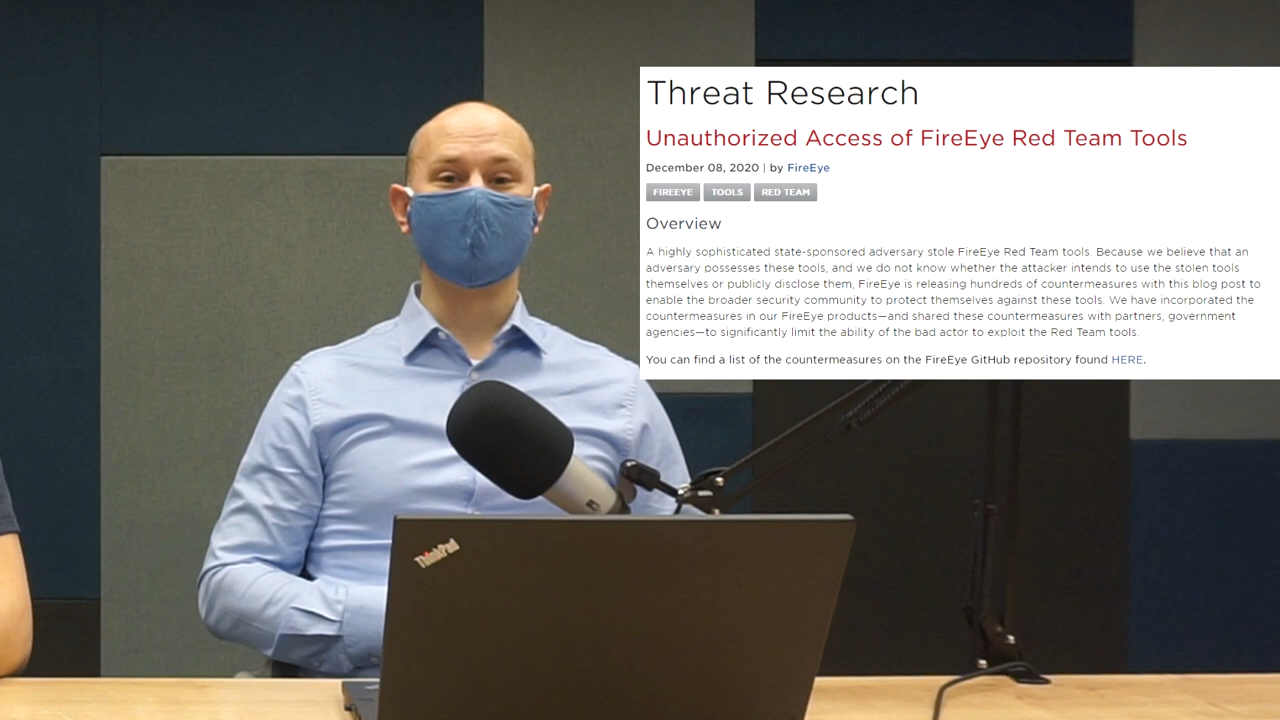 Threat Research
Unauthorized Access of FireEye Red Team Tools
December 08, 2020 | by FireEye
FIREEYE TOOLS RED TEAM
Overview
A highly sophisticated state-sponsored adversary stole FireEye Red Team tools. Because we believe that an
adversary possesses these tools, and we do not know whether the attacker intends to use the stolen tools
themselves or publicly disclose them, FireEye is releasing hundreds of countermeasures with this blog post to
enable the broader security community to protect themselves against these tools. We have incorporated the
countermeasures in our FireEye products—and shared these countermeasures with partners, government
agencies—to significantly limit the ability of the bad actor to exploit the Red Team tools.
You can find a list of the countermeasures on the FireEye GitHub repository found HERE.
ThinkPad